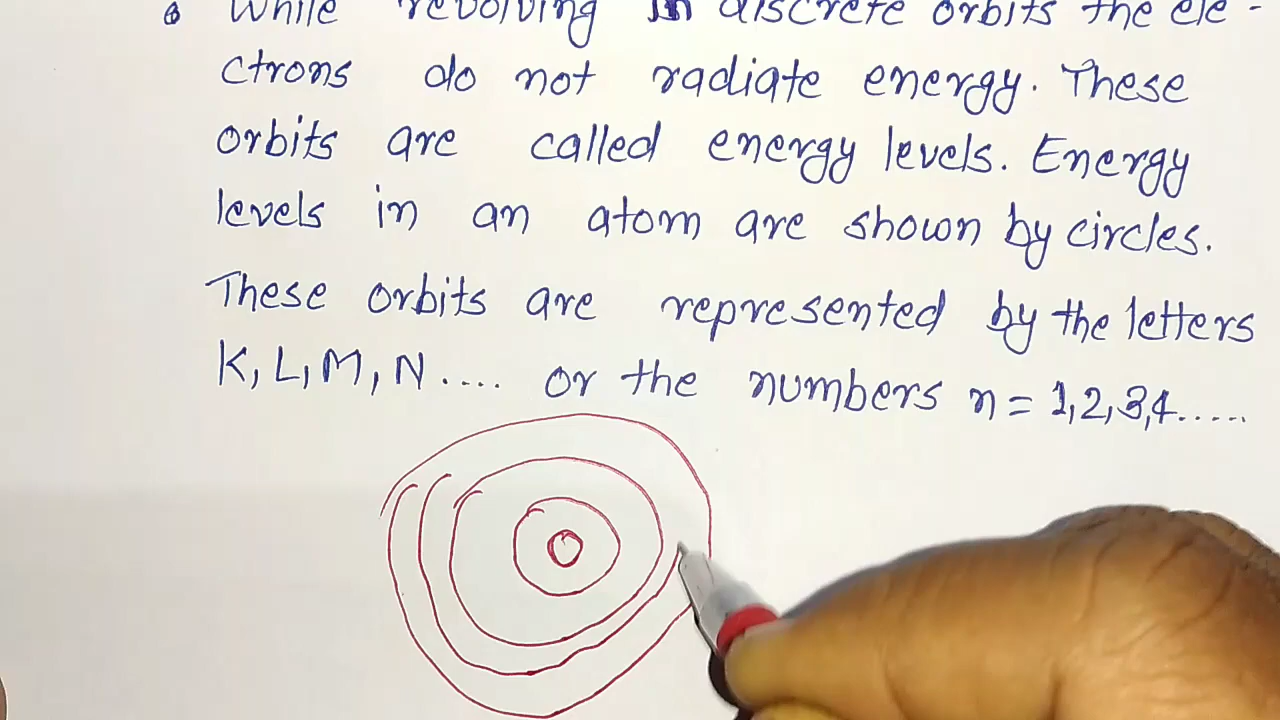 While revolving in discrete orbits the ele-
ctrons do not radiate energy. These
orbits are called energy levels. Energy
levels in an atom are shown by circles.
These orbits are represented by the letters
K, L, M, N.... or the numbers n = 1,2,3,4.....